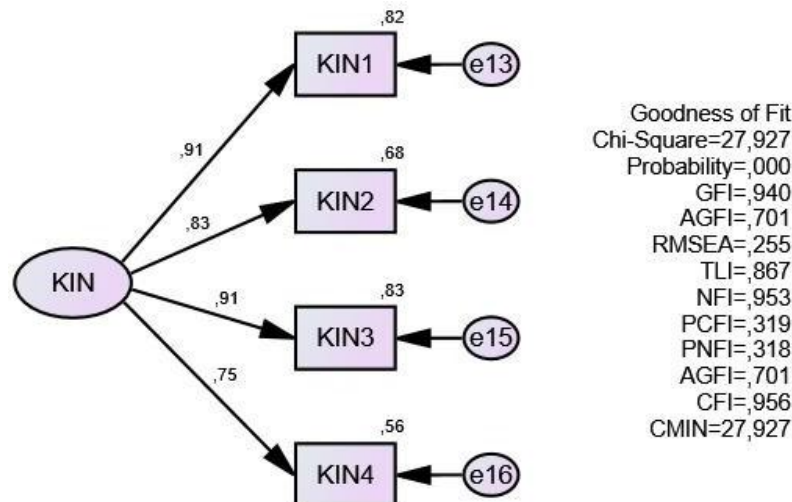 ,82
KIN1
e13
,91
,68
KIN2
e14
,83
KIN
,83
,91
KIN3
e15
,75
,56
KIN4
e16
Goodness of Fit
Chi-Square=27,927
Probability=,000
GFI=,940
AGFI=,701
RMSEA=,255
TLI=,867
NFI=,953
PCFI=,319
PNFI=,318
AGFI=,701
CFI=,956
CMIN=27,927